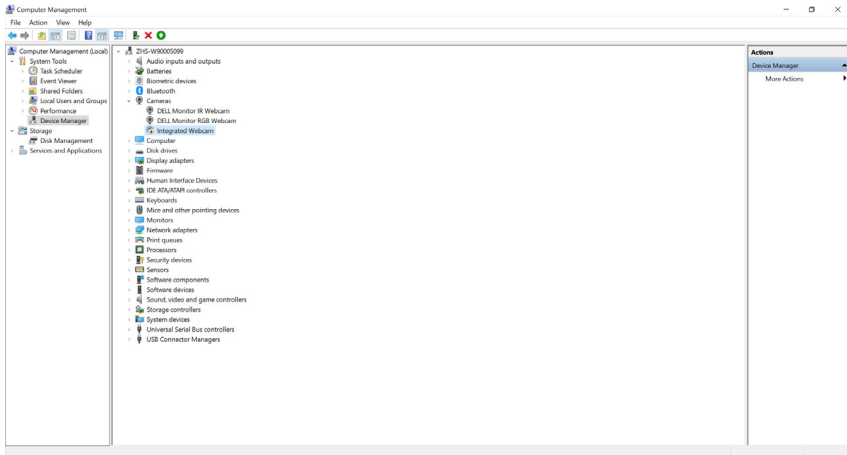 Computer Management
File Action View Help
Computer Management (Local)
System Tools
Task Scheduler
Event Viewer
Shared Folders
Local Users and Groups
Performance
Device Manager
Storage
Disk Management
Services and Applications
ZHS-W90005099
Audio inputs and outputs
Batteries
Biometric devices
Bluetooth
Cameras
DELL Monitor IR Webcam
DELL Monitor RGB Webcam
Integrated Webcam
Computer
Disk drives
Display adapters
Firmware
Human Interface Devices
IDE ATA/ATAPI controllers
Keyboards
Mice and other pointing devices
Monitors
Network adapters
Print queues
Processors
Security devices
Sensors
Software components
Software devices
Sound, video and game controllers
Storage controllers
System devices
Universal Serial Bus controllers
USB Connector Managers
Actions
Device Manager
More Actions